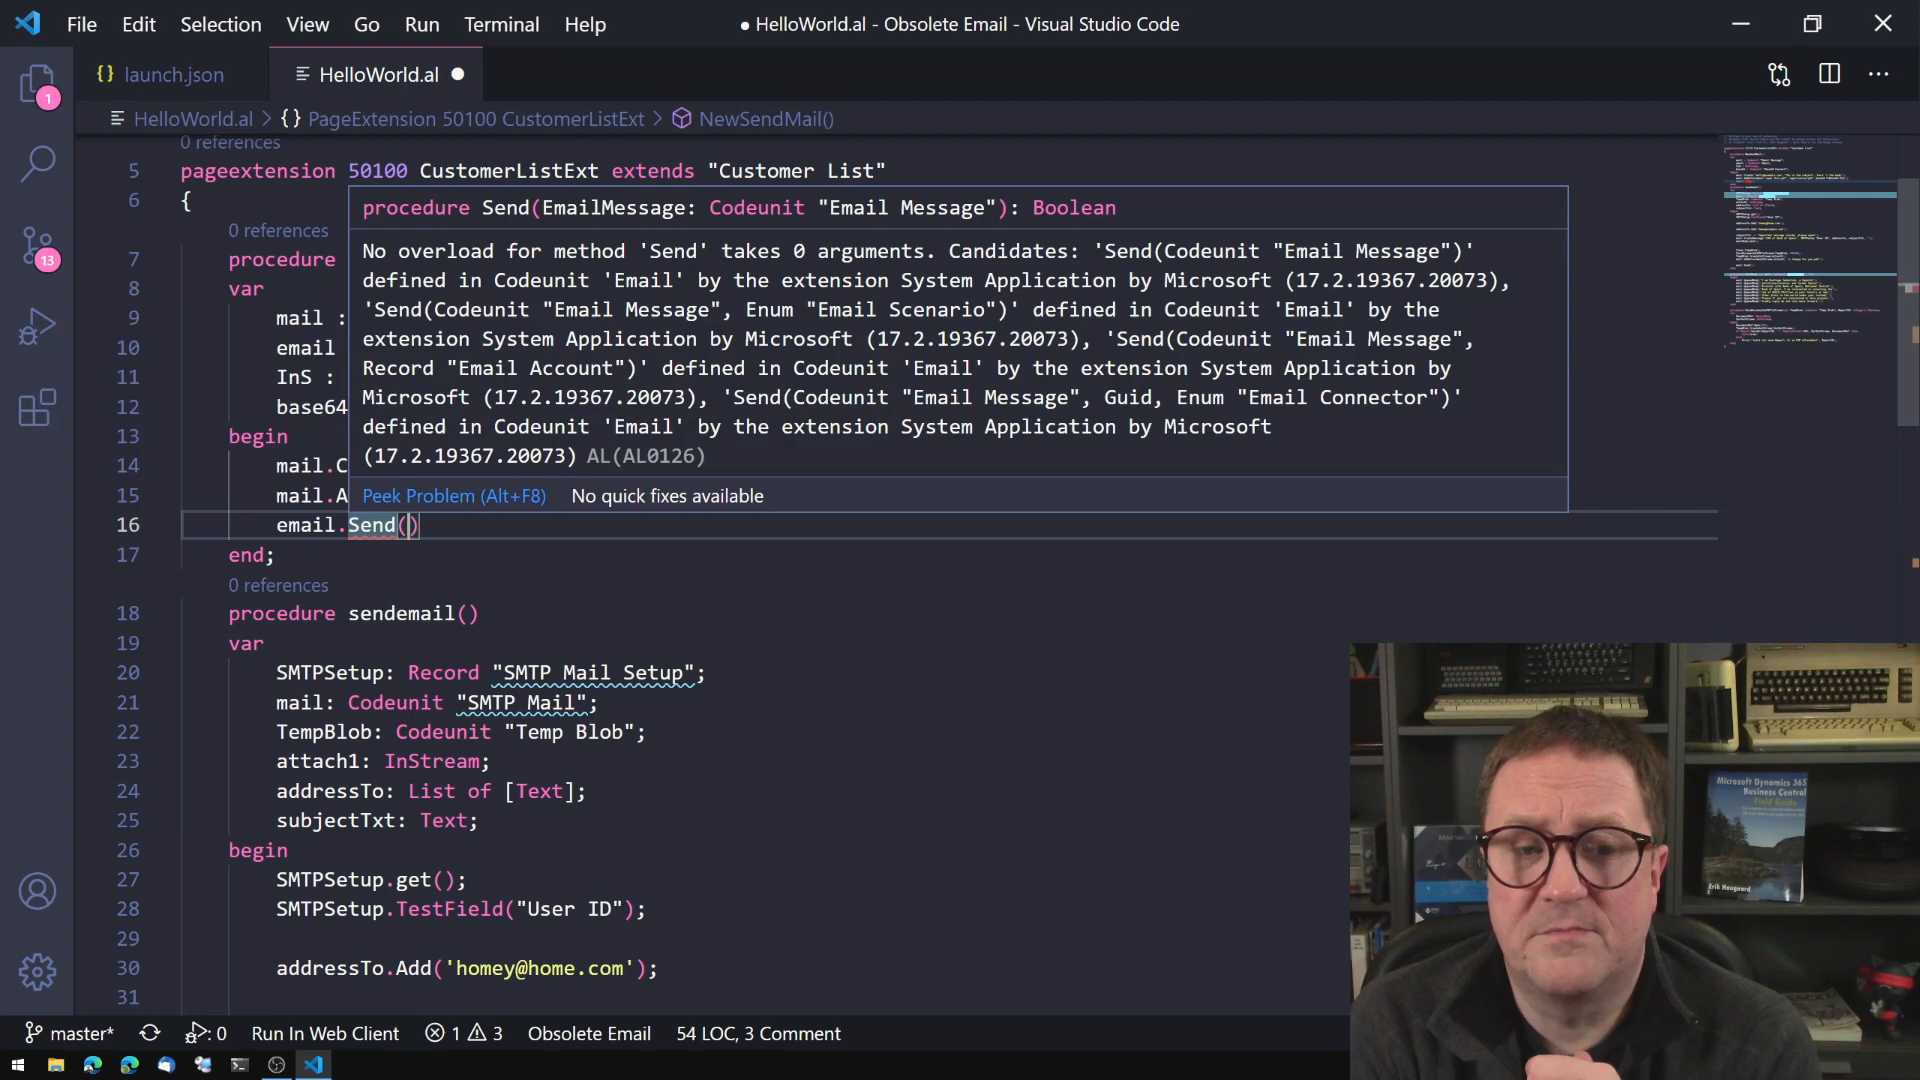 File Edit Selection View Go Run Terminal Help
● HelloWorld.al - Obsolete Email - Visual Studio Code
{} launch.json
HelloWorld.al ●
HelloWorld.al > {} PageExtension 50100 CustomerListExt > NewSendMail()
0 references
5 pageextension 50100 CustomerListExt extends "Customer List"
6 {
0 references
7 procedure
8 var
9 mail :
10 email
11 InS :
12 base64
13 begin
14 mail.C
15 mail.A
16 email.Send()
17 end;
procedure Send(EmailMessage: Codeunit "Email Message"): Boolean
No overload for method 'Send' takes 0 arguments. Candidates: 'Send(Codeunit "Email Message")'
defined in Codeunit 'Email' by the extension System Application by Microsoft (17.2.19367.20073),
'Send(Codeunit "Email Message", Enum "Email Scenario")' defined in Codeunit 'Email' by the
extension System Application by Microsoft (17.2.19367.20073), 'Send(Codeunit "Email Message",
Record "Email Account")' defined in Codeunit 'Email' by the extension System Application by
Microsoft (17.2.19367.20073), 'Send(Codeunit "Email Message", Guid, Enum "Email Connector")'
defined in Codeunit 'Email' by the extension System Application by Microsoft
(17.2.19367.20073) AL(AL0126)
Peek Problem (Alt+F8) No quick fixes available
0 references
18 procedure sendemail()
19 var
20 SMTPSetup: Record "SMTP Mail Setup";
21 mail: Codeunit "SMTP Mail";
22 TempBlob: Codeunit "Temp Blob";
23 attach1: InStream;
24 addressTo: List of [Text];
25 subjectTxt: Text;
26 begin
27 SMTPSetup.get();
28 SMTPSetup.TestField("User ID");
29
30 addressTo.Add('homey@home.com');
31
1
13
Microsoft Dynamics 365
Business Central
Field Guide
Erik Hougaard
master* 0 Run In Web Client 1 3 Obsolete Email 54 LOC, 3 Comment